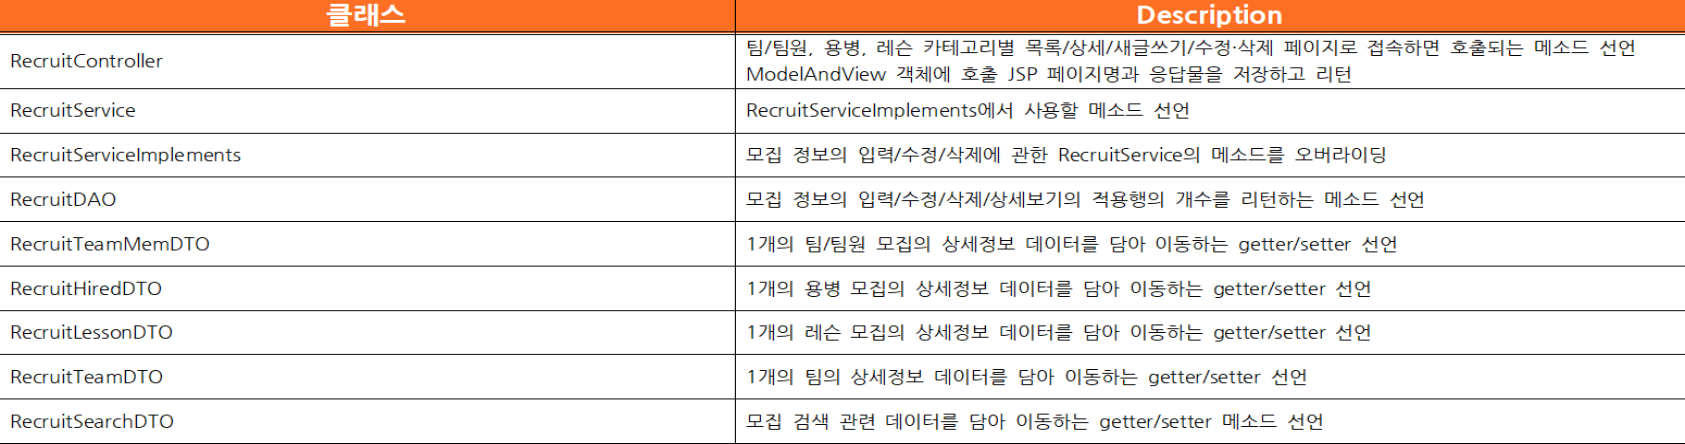 클래스 Description
RecruitController 팀/팀원, 용병, 레슨 카테고리별 목록/상세/새글쓰기/수정·삭제 페이지로 접속하면 호출되는 메소드 선언
ModelAndView 객체에 호출 JSP 페이지명과 응답물을 저장하고 리턴
RecruitService RecruitServiceImplements에서 사용할 메소드 선언
RecruitServiceImplements 모집 정보의 입력/수정/삭제에 관한 RecruitService의 메소드를 오버라이딩
RecruitDAO 모집 정보의 입력/수정/삭제/상세보기의 적용행의 개수를 리턴하는 메소드 선언
RecruitTeamMemDTO 1개의 팀/팀원 모집의 상세정보 데이터를 담아 이동하는 getter/setter 선언
RecruitHiredDTO 1개의 용병 모집의 상세정보 데이터를 담아 이동하는 getter/setter 선언
RecruitLessonDTO 1개의 레슨 모집의 상세정보 데이터를 담아 이동하는 getter/setter 선언
RecruitTeamDTO 1개의 팀의 상세정보 데이터를 담아 이동하는 getter/setter 선언
RecruitSearchDTO 모집 검색 관련 데이터를 담아 이동하는 getter/setter 메소드 선언